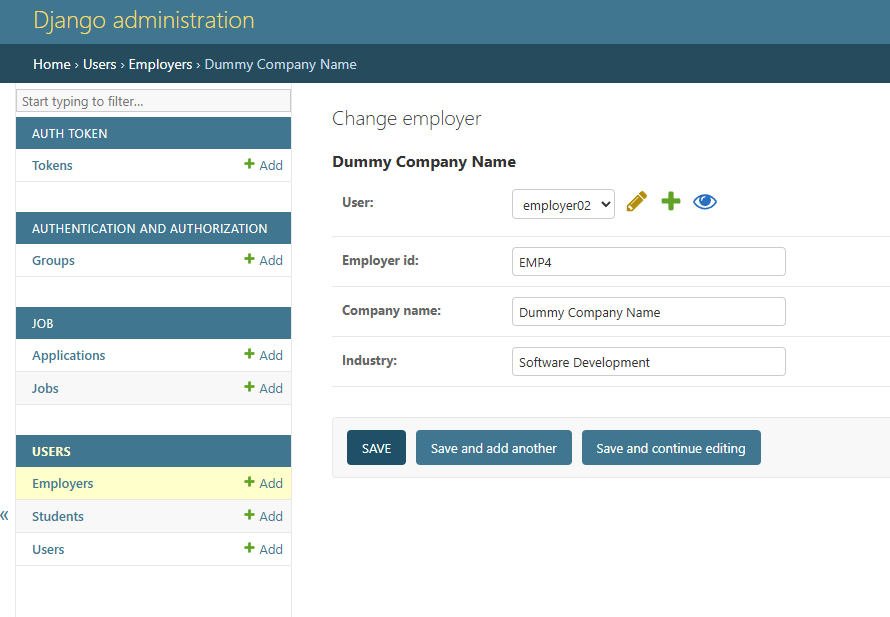 Django administration
Home › Users › Employers › Dummy Company Name
Start typing to filter...
AUTH TOKEN
Tokens + Add
AUTHENTICATION AND AUTHORIZATION
Groups + Add
JOB
Applications + Add
Jobs + Add
USERS
Employers + Add
Students + Add
Users + Add
«
Change employer
Dummy Company Name
User: employer02
Employer id: EMP4
Company name: Dummy Company Name
Industry: Software Development
SAVE Save and add another Save and continue editing